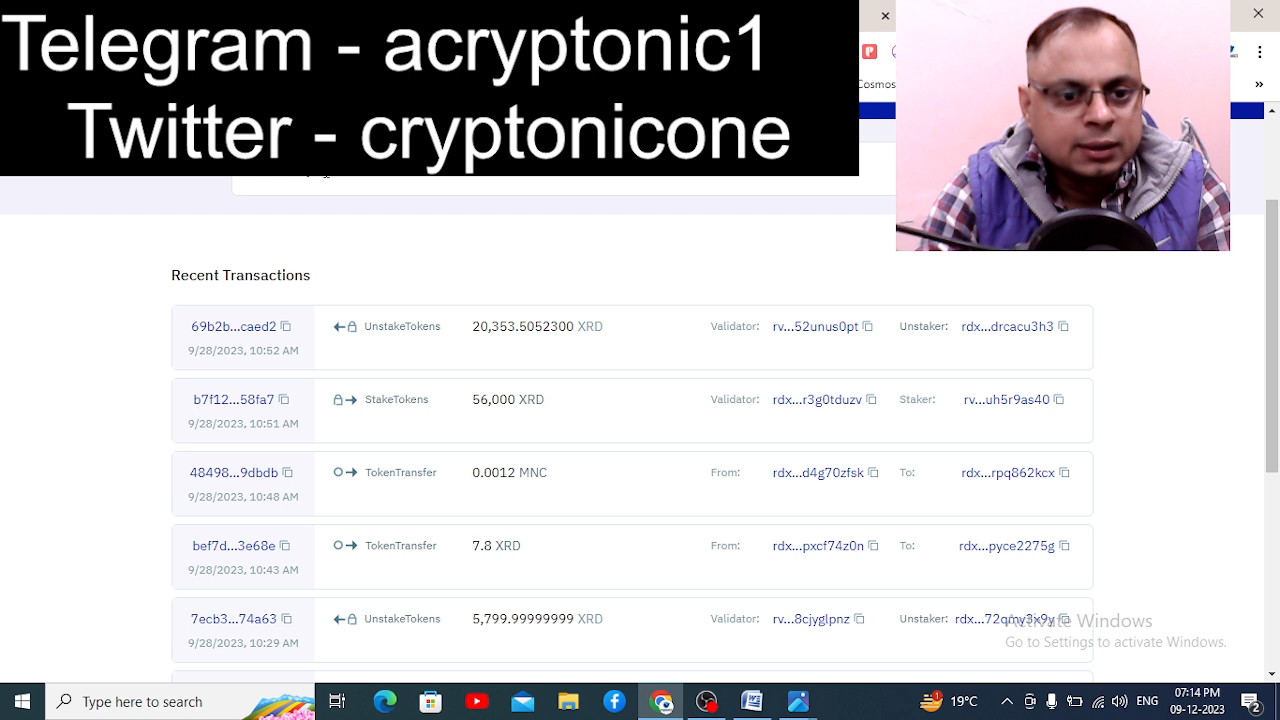 Telegram - acryptonic1
Twitter - cryptonicone
Cosmos
»
»
Recent Transactions
69b2b...caed2 UnstakeTokens 20,353.5052300 XRD Validator: rv...52unus0pt Unstaker: rdx...drcacu3h3
9/28/2023, 10:52 AM
b7f12...58fa7 StakeTokens 56,000 XRD Validator: rdx...r3g0tduzv Staker: rv...uh5r9as40
9/28/2023, 10:51 AM
48498...9dbdb TokenTransfer 0.0012 MNC From: rdx...d4g70zfsk To: rdx...rpq862kcx
9/28/2023, 10:48 AM
bef7d...3e68e TokenTransfer 7.8 XRD From: rdx...pxcf74z0n To: rdx...pyce2275g
9/28/2023, 10:43 AM
7ecb3...74a63 UnstakeTokens 5,799.99999999 XRD Validator: rv...8cjyglpnz Unstaker: rdx...72qmv3x9y
9/28/2023, 10:29 AM
Activate Windows
Go to Settings to activate Windows.
Type here to search
19°C
ENG
07:14 PM
09-12-2023
2